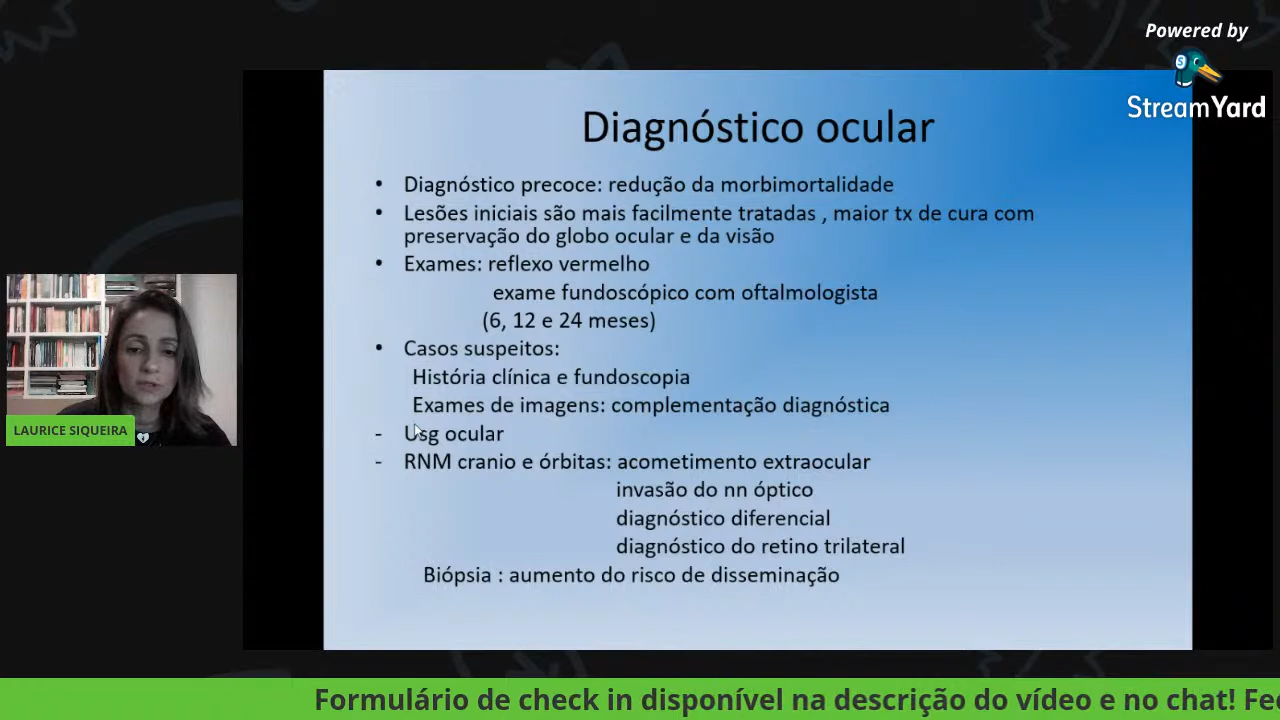 Powered by
StreamYard
Diagnóstico ocular
• Diagnóstico precoce: redução da morbimortalidade
• Lesões iniciais são mais facilmente tratadas , maior tx de cura com
preservação do globo ocular e da visão
• Exames: reflexo vermelho
exame fundoscópico com oftalmologista
(6, 12 e 24 meses)
• Casos suspeitos:
História clínica e fundoscopia
Exames de imagens: complementação diagnóstica
- Usg ocular
- RNM cranio e órbitas: acometimento extraocular
invasão do nn óptico
diagnóstico diferencial
diagnóstico do retino trilateral
Biópsia : aumento do risco de disseminação
LAURICE SIQUEIRA
Formulário de check in disponível na descrição do vídeo e no chat! Fee